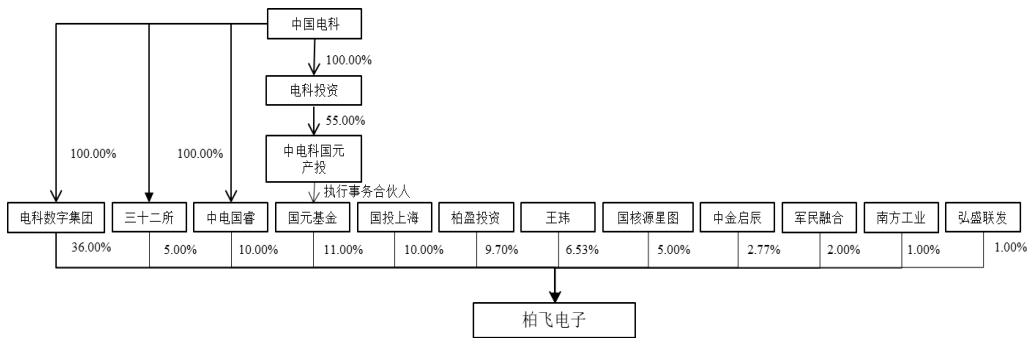 中国电科
100.00%
电科投资
55.00%
中电科国元
产投
100.00%
100.00%
执行事务合伙人
电科数字集团
三十二所
中电国睿
国元基金
国投上海
柏盈投资
王玮
国核源星图
中金启辰
军民融合
南方工业
弘盛联发
36.00%
5.00%
10.00%
11.00%
10.00%
9.70%
6.53%
5.00%
2.77%
2.00%
1.00%
1.00%
柏飞电子